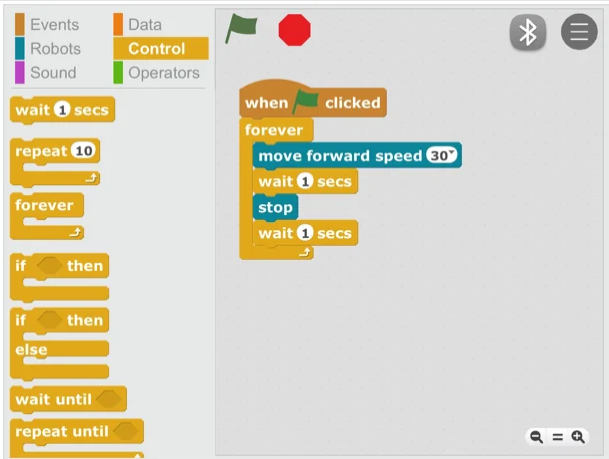 Events Data
Robots Control
Sound Operators
wait 1 secs
repeat 10
forever
if then
if then
else
wait until
repeat until
when clicked
forever
move forward speed 30
wait 1 secs
stop
wait 1 secs